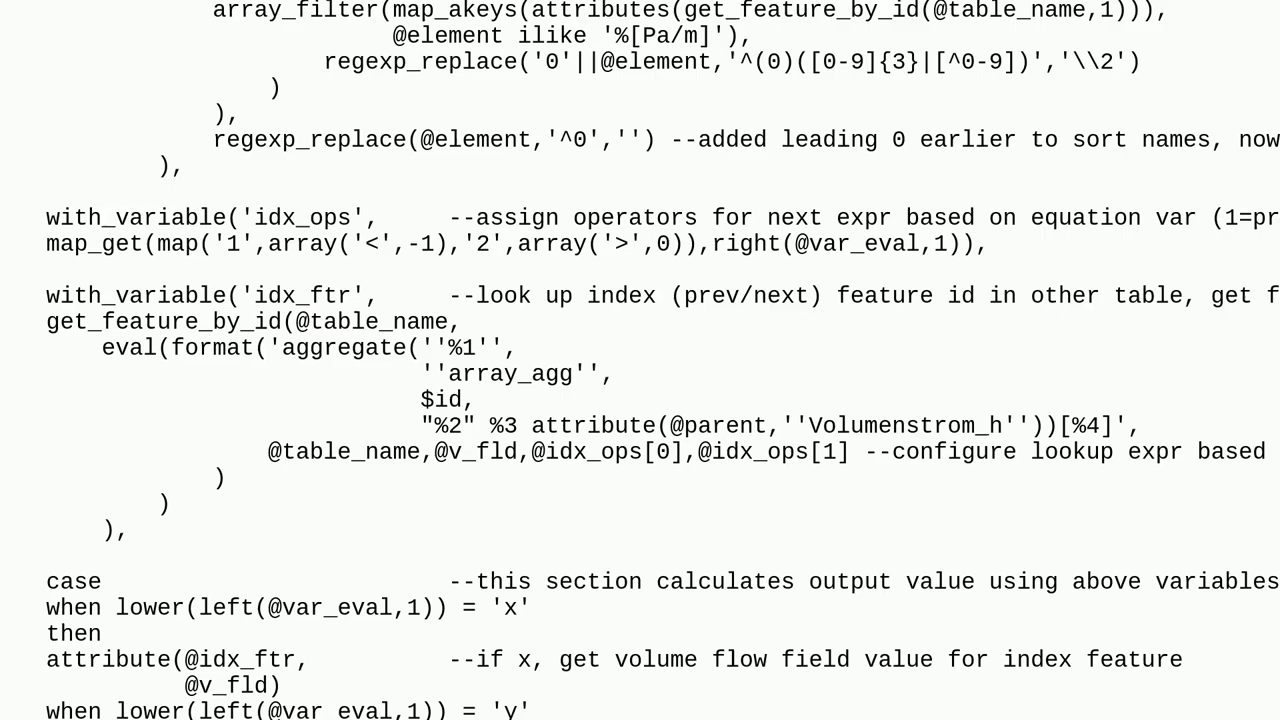 array_filter(map_akeys(attributes(get_feature_by_id(@table_name,1))),
@element ilike '%[Pa/m]'),
regexp_replace('0'||@element,'^(0)([0-9]{3}|[^0-9])','\\2')
)
),
regexp_replace(@element,'^0','') --added leading 0 earlier to sort names, now
),
with_variable('idx_ops', --assign operators for next expr based on equation var (1=pr
map_get(map('1',array('<',-1),'2',array('>',0)),right(@var_eval,1)),
with_variable('idx_ftr', --look up index (prev/next) feature id in other table, get f
get_feature_by_id(@table_name,
eval(format('aggregate(''%1'',
''array_agg'',
$id,
"%2" %3 attribute(@parent,''Volumenstrom_h''))[%4]',
@table_name,@v_fld,@idx_ops[0],@idx_ops[1] --configure lookup expr based
)
)
),
case --this section calculates output value using above variables
when lower(left(@var_eval,1)) = 'x'
then
attribute(@idx_ftr, --if x, get volume flow field value for index feature
@v_fld)
when lower(left(@var_eval,1)) = 'y'